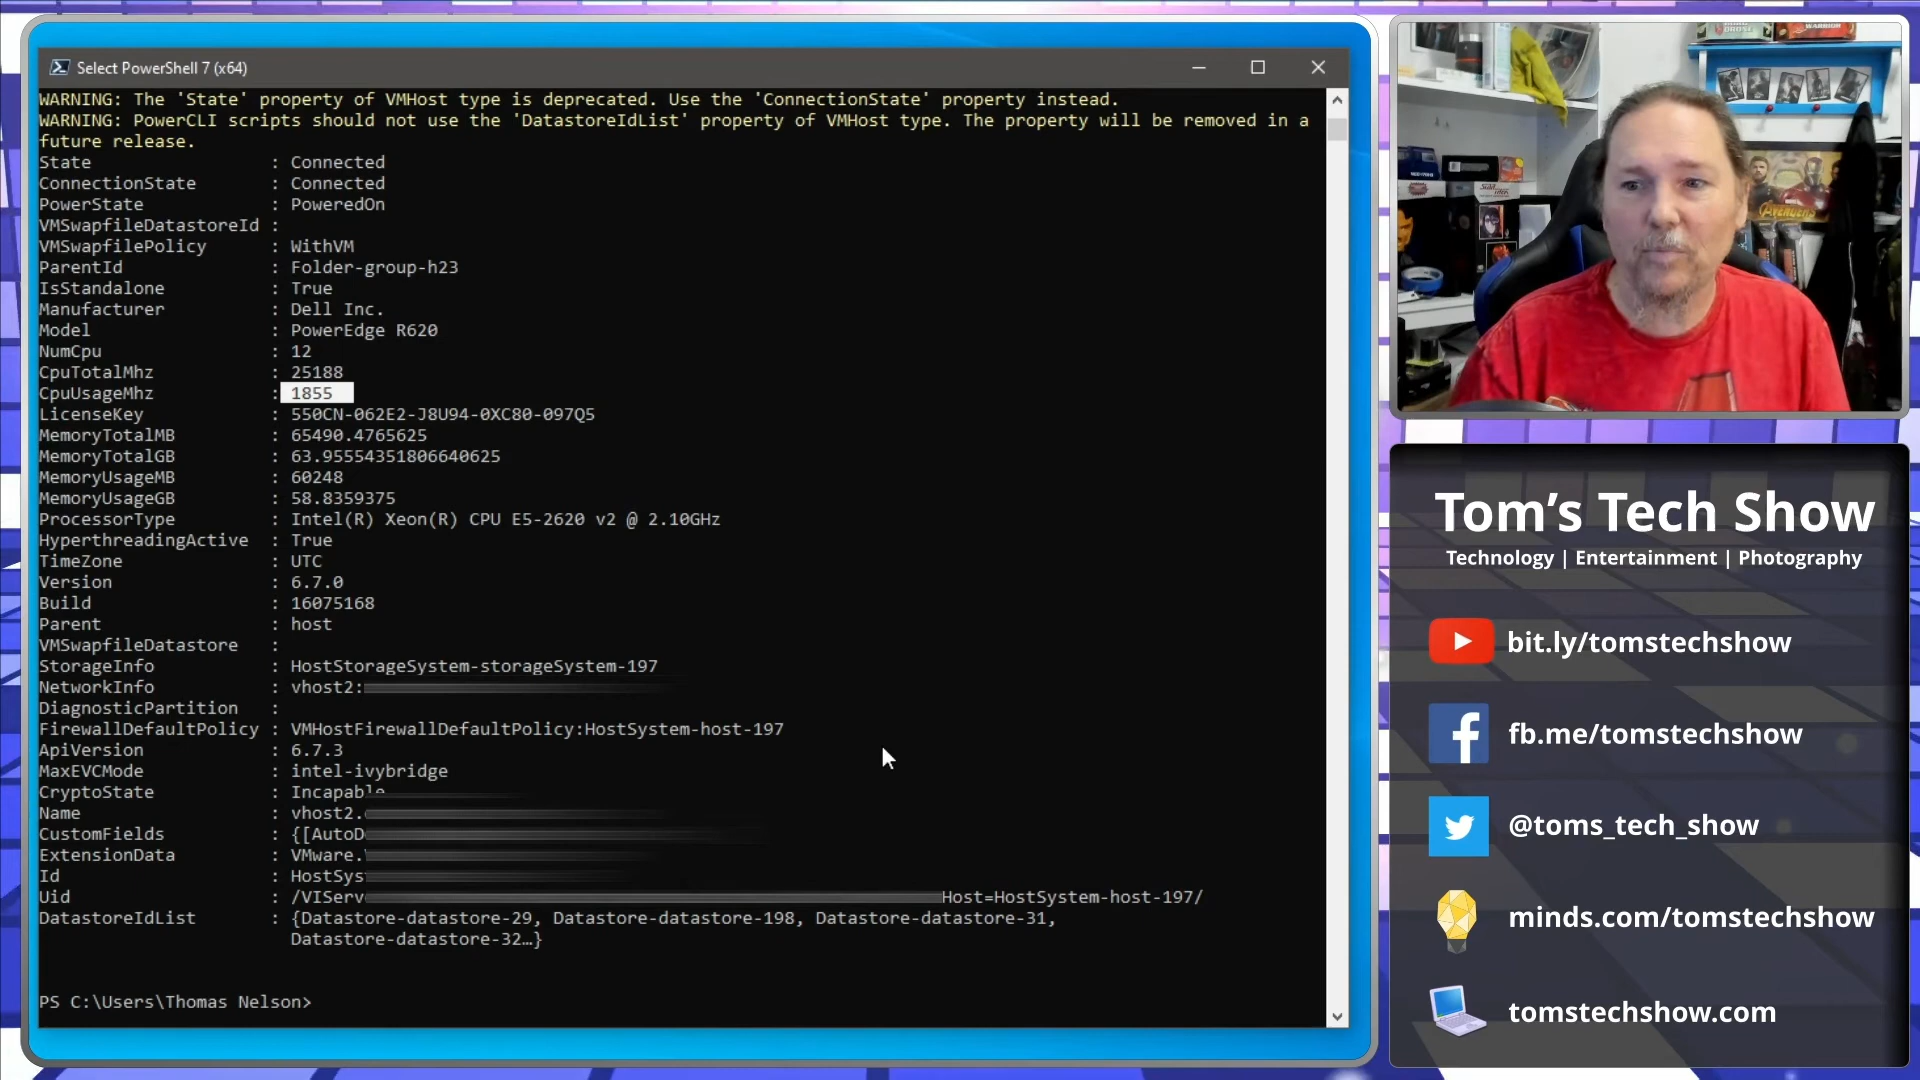 Select PowerShell 7 (x64)
WARNING: The 'State' property of VMHost type is deprecated. Use the 'ConnectionState' property instead.
WARNING: PowerCLI scripts should not use the 'DatastoreIdList' property of VMHost type. The property will be removed in a
future release.
State : Connected
ConnectionState : Connected
PowerState : PoweredOn
VMSwapfileDatastoreId :
VMSwapfilePolicy : WithVM
ParentId : Folder-group-h23
IsStandalone : True
Manufacturer : Dell Inc.
Model : PowerEdge R620
NumCpu : 12
CpuTotalMhz : 25188
CpuUsageMhz : 1855
LicenseKey : 550CN-062E2-J8U94-0XC80-097Q5
MemoryTotalMB : 65490.4765625
MemoryTotalGB : 63.95554351806640625
MemoryUsageMB : 60248
MemoryUsageGB : 58.8359375
ProcessorType : Intel(R) Xeon(R) CPU E5-2620 v2 @ 2.10GHz
HyperthreadingActive : True
TimeZone : UTC
Version : 6.7.0
Build : 16075168
Parent : host
VMSwapfileDatastore :
StorageInfo : HostStorageSystem-storageSystem-197
NetworkInfo : vhost2:
DiagnosticPartition :
FirewallDefaultPolicy : VMHostFirewallDefaultPolicy:HostSystem-host-197
ApiVersion : 6.7.3
MaxEVCMode : intel-ivybridge
CryptoState : Incapable
Name : vhost2.
CustomFields : {[AutoD
ExtensionData : VMware.
Id : HostSys
Uid : /VIServ Host=HostSystem-host-197/
DatastoreIdList : {Datastore-datastore-29, Datastore-datastore-198, Datastore-datastore-31,
Datastore-datastore-32…}
PS C:\Users\Thomas Nelson>
AVENGERS
Tom's Tech Show
Technology | Entertainment | Photography
bit.ly/tomstechshow
fb.me/tomstechshow
@toms_tech_show
minds.com/tomstechshow
tomstechshow.com